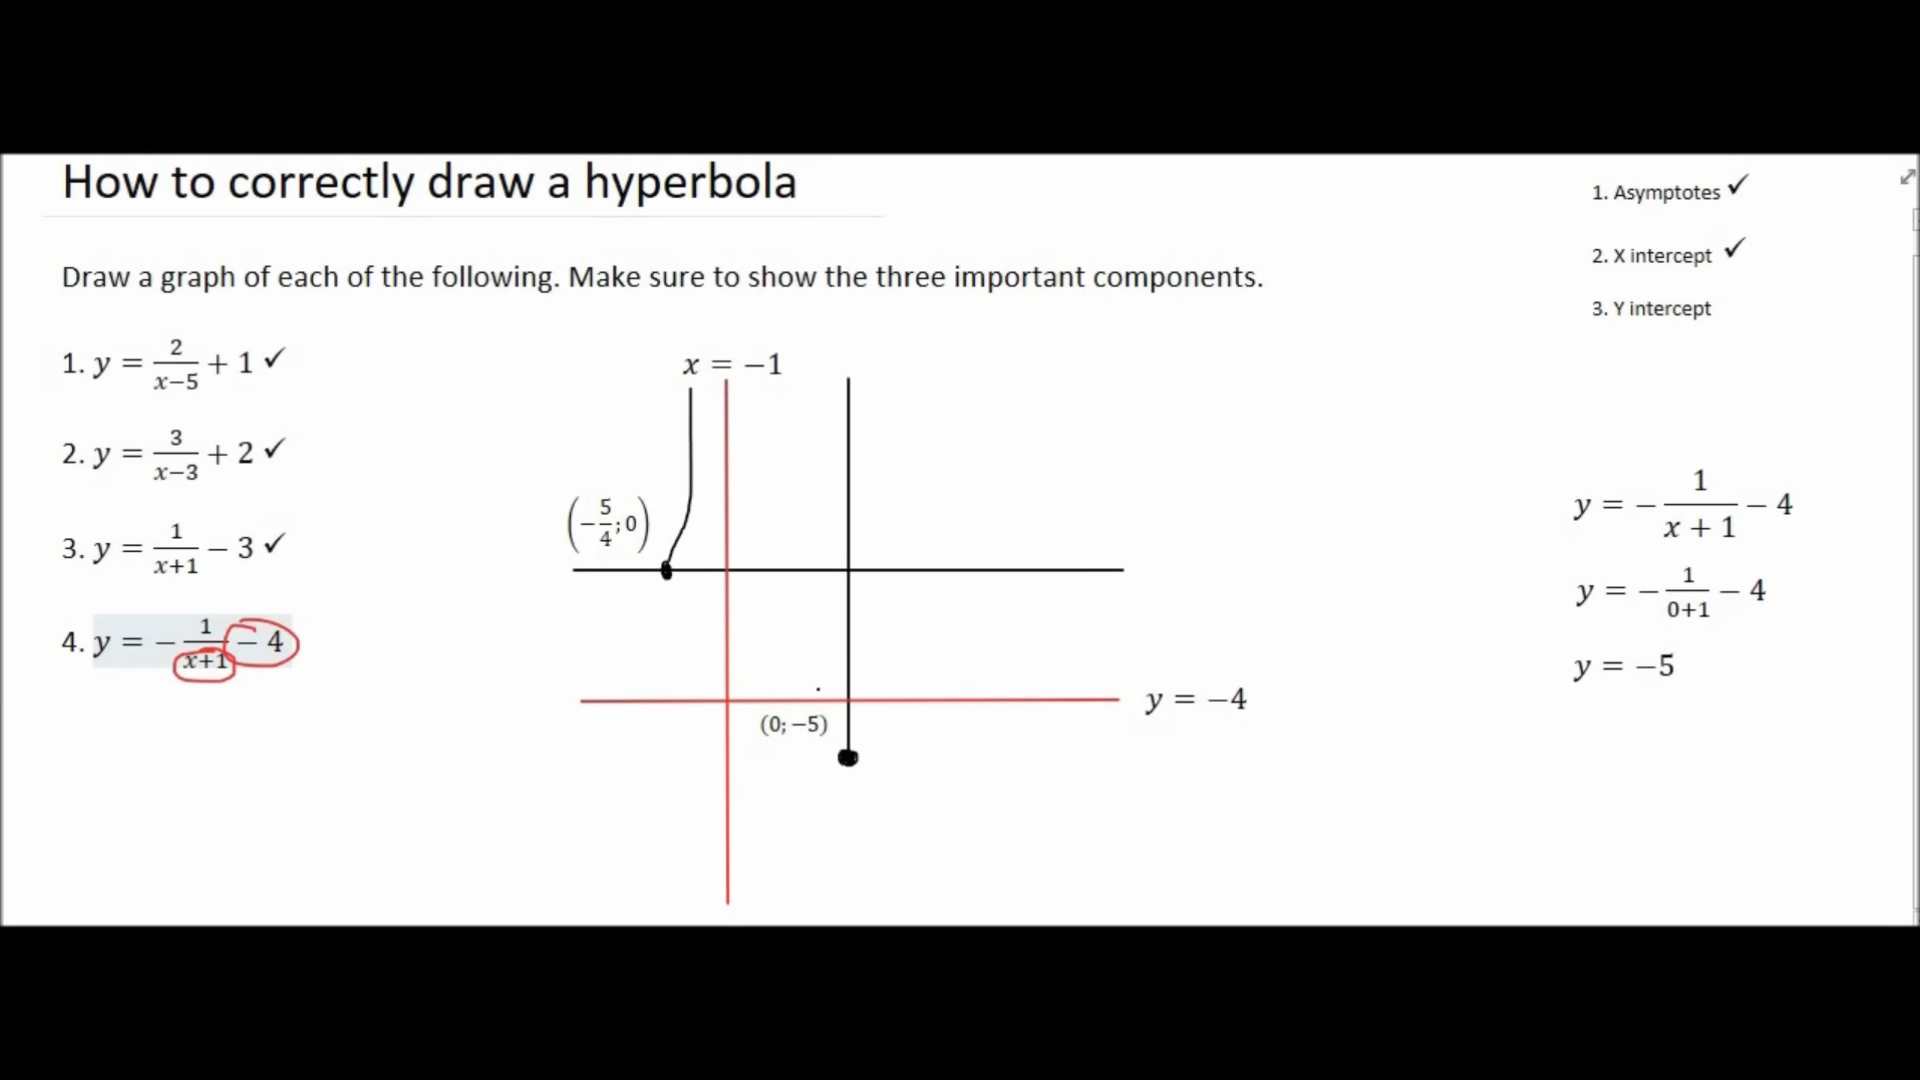 How to correctly draw a hyperbola
1. Asymptotes ✓
2. X intercept ✓
3. Y intercept
Draw a graph of each of the following. Make sure to show the three important components.
1. y = 2/(x−5) + 1 ✓
2. y = 3/(x−3) + 2 ✓
3. y = 1/(x+1) − 3 ✓
4. y = −1/(x+1) − 4
x = −1
(−5/4; 0)
y = −4
(0; −5)
y = −1/(x + 1) − 4
y = −1/(0+1) − 4
y = −5